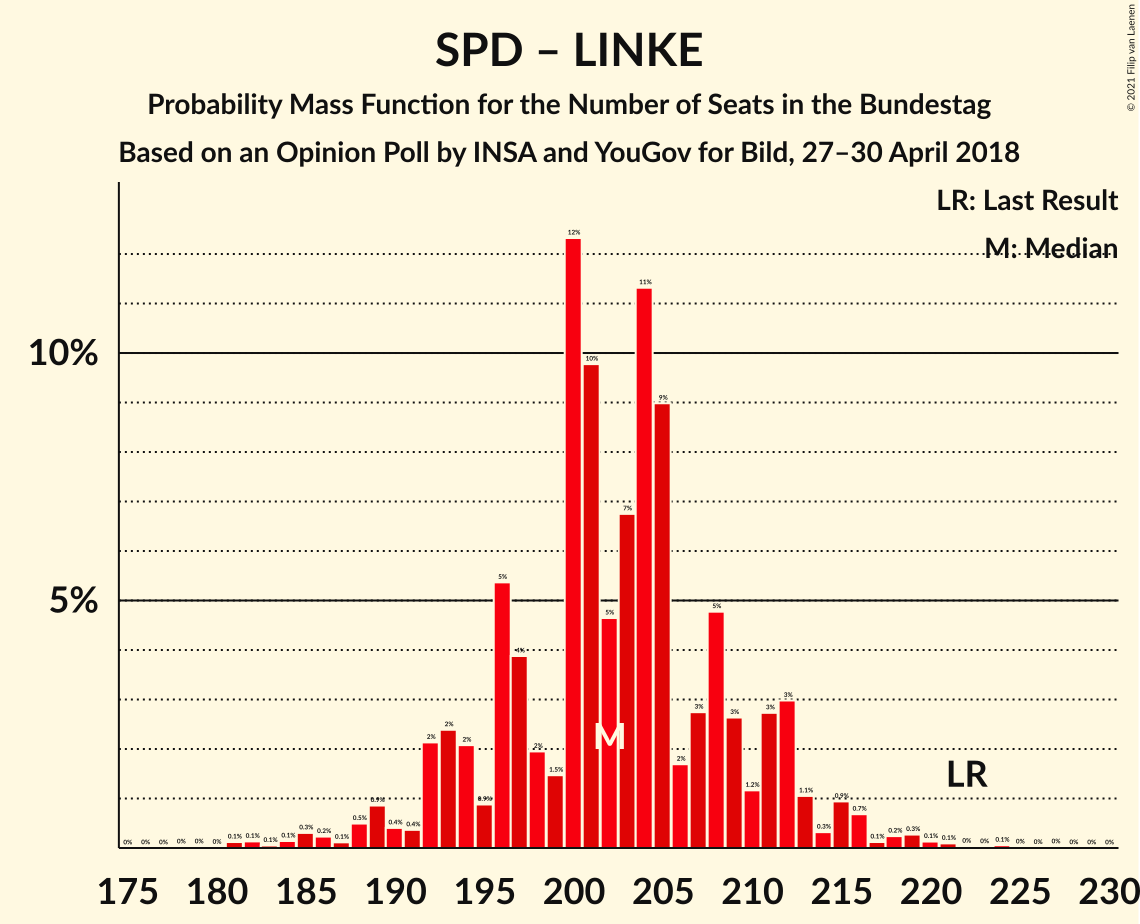 SPD – LINKE
Probability Mass Function for the Number of Seats in the Bundestag
Based on an Opinion Poll by INSA and YouGov for Bild, 27–30 April 2018
© 2021 Filip van Laenen
LR: Last Result
M: Median
10%
5%
0% 0% 0% 0% 0% 0% 0.1% 0.1% 0.1% 0.1% 0.3% 0.2% 0.1% 0.5% 0.9% 0.4% 0.4% 2% 2% 2% 0.9% 5% 4% 2% 1.5% 12% 10% 5% 7% 11% 9% 2% 3% 5% 3% 1.2% 3% 3% 1.1% 0.3% 0.9% 0.7% 0.1% 0.2% 0.3% 0.1% 0.1% 0% 0% 0.1% 0% 0% 0% 0% 0% 0%
M
LR
175 180 185 190 195 200 205 210 215 220 225 230